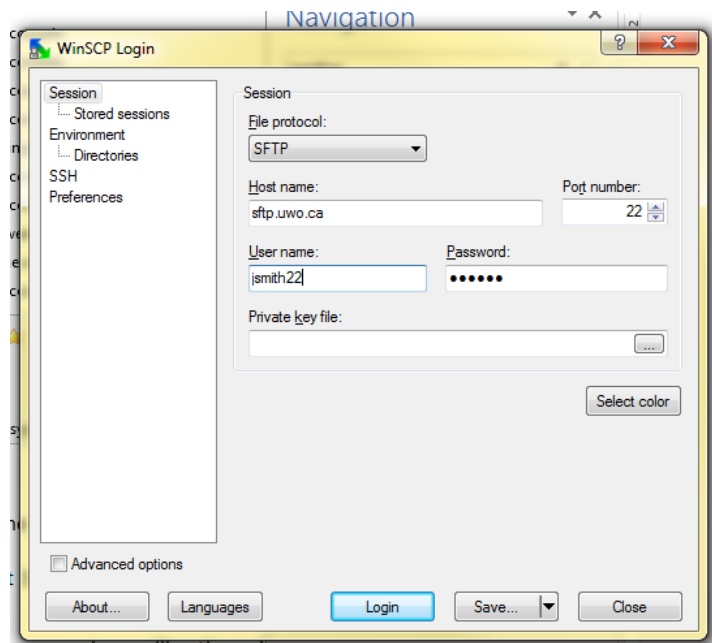 Navigation
WinSCP Login
Session
Stored sessions
Environment
Directories
SSH
Preferences
Session
File protocol:
SFTP
Host name:
Port number:
sftp.uwo.ca
22
User name:
Password:
jsmith22
••••••
Private key file:
...
Select color
Advanced options
About...
Languages
Login
Save...
Close